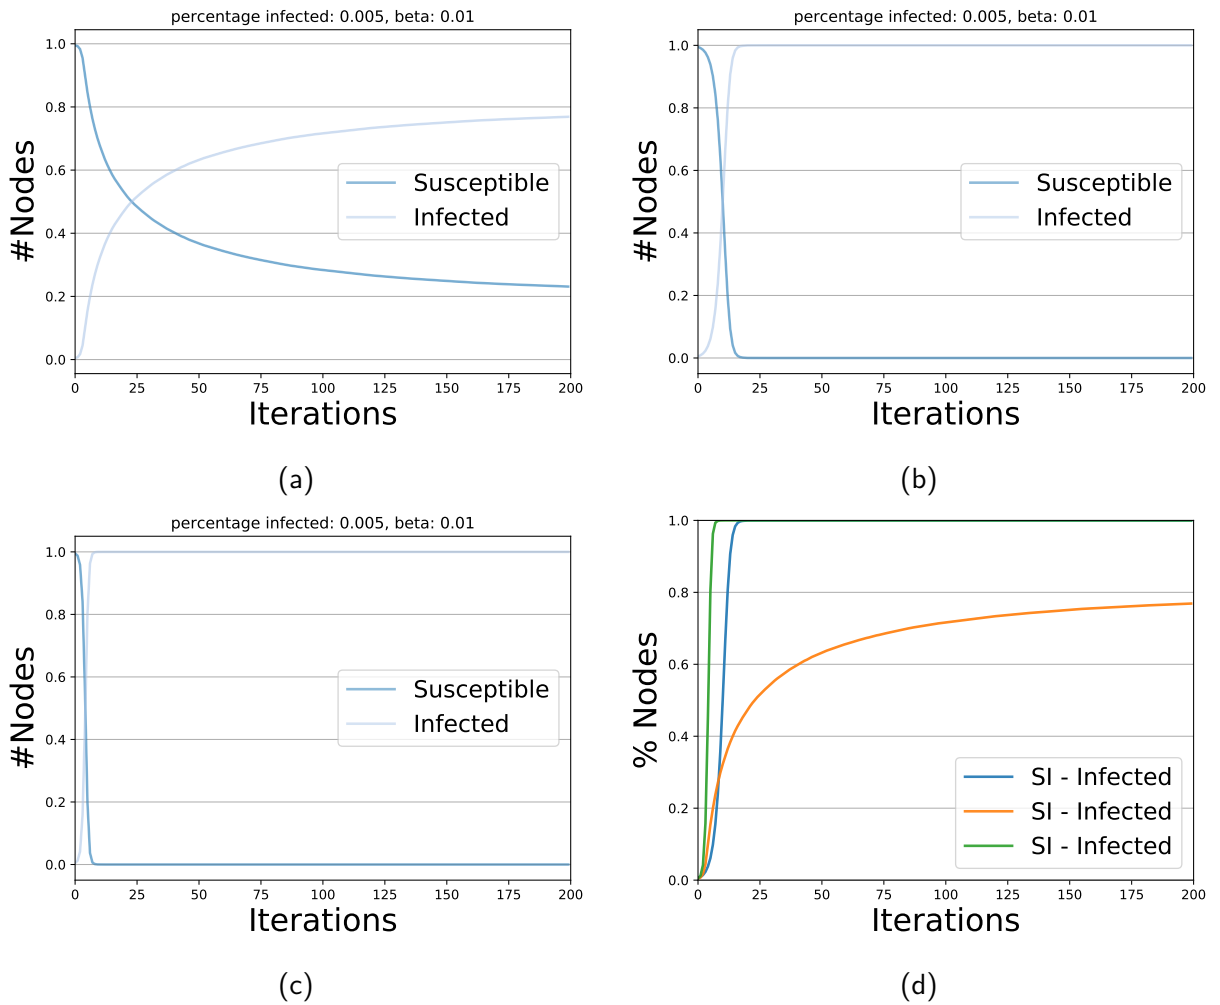 percentage infected: 0.005, beta: 0.01
1.0
0.8
0.6
0.4
0.2
0.0
#Nodes
Susceptible
Infected
0 25 50 75 100 125 150 175 200
Iterations
(a)
percentage infected: 0.005, beta: 0.01
1.0
0.8
0.6
0.4
0.2
0.0
#Nodes
Susceptible
Infected
0 25 50 75 100 125 150 175 200
Iterations
(b)
percentage infected: 0.005, beta: 0.01
1.0
0.8
0.6
0.4
0.2
0.0
#Nodes
Susceptible
Infected
0 25 50 75 100 125 150 175 200
Iterations
(c)
1.0
0.8
0.6
0.4
0.2
0.0
% Nodes
SI - Infected
SI - Infected
SI - Infected
0 25 50 75 100 125 150 175 200
Iterations
(d)